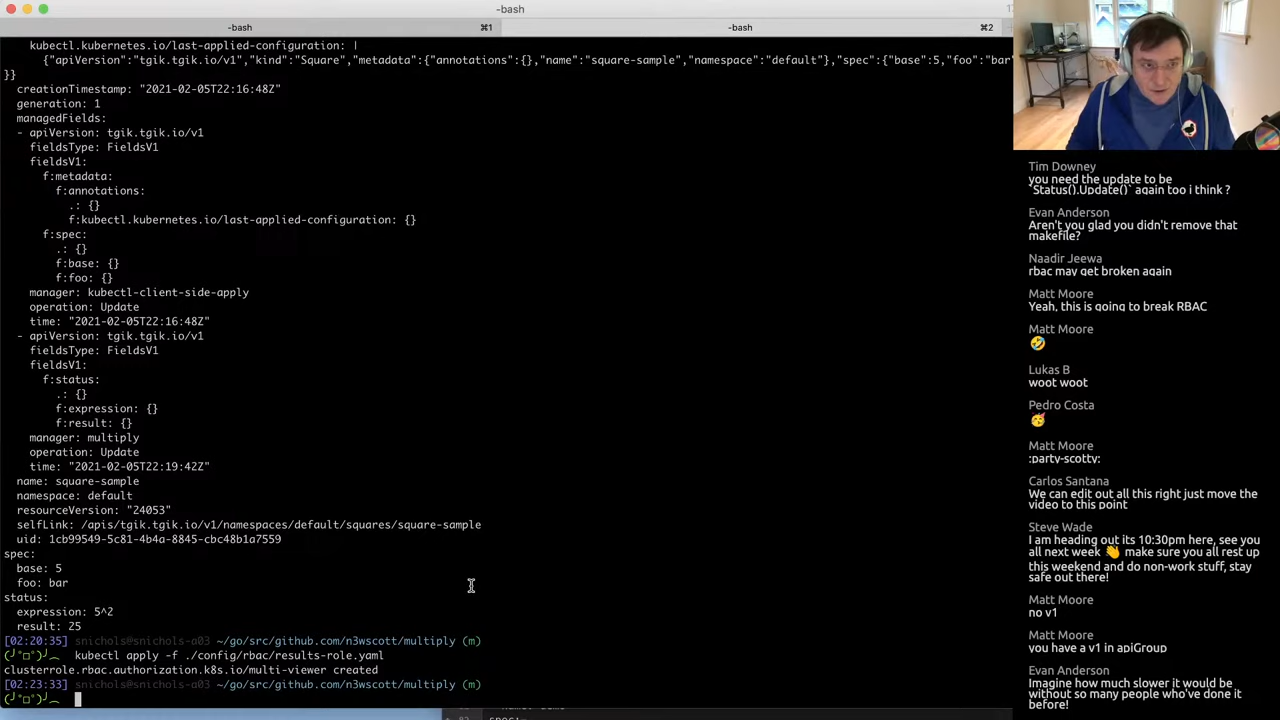 -bash
-bash
⌘1
-bash
⌘2
kubectl.kubernetes.io/last-applied-configuration: |
{"apiVersion":"tgik.tgik.io/v1","kind":"Square","metadata":{"annotations":{},"name":"square-sample","namespace":"default"},"spec":{"base":5,"foo":"bar"
}}
creationTimestamp: "2021-02-05T22:16:48Z"
generation: 1
managedFields:
- apiVersion: tgik.tgik.io/v1
fieldsType: FieldsV1
fieldsV1:
f:metadata:
f:annotations:
.: {}
f:kubectl.kubernetes.io/last-applied-configuration: {}
f:spec:
.: {}
f:base: {}
f:foo: {}
manager: kubectl-client-side-apply
operation: Update
time: "2021-02-05T22:16:48Z"
- apiVersion: tgik.tgik.io/v1
fieldsType: FieldsV1
fieldsV1:
f:status:
.: {}
f:expression: {}
f:result: {}
manager: multiply
operation: Update
time: "2021-02-05T22:19:42Z"
name: square-sample
namespace: default
resourceVersion: "24053"
selfLink: /apis/tgik.tgik.io/v1/namespaces/default/squares/square-sample
uid: 1cb99549-5c81-4b4a-8845-cbc48b1a7559
spec:
base: 5
foo: bar
status:
expression: 5^2
result: 25
[02:20:35] snichols@snichols-a03 ~/go/src/github.com/n3wscott/multiply (m)
(╯°□°)╯︵ kubectl apply -f ./config/rbac/results-role.yaml
clusterrole.rbac.authorization.k8s.io/multi-viewer created
[02:23:33] snichols@snichols-a03 ~/go/src/github.com/n3wscott/multiply (m)
(╯°□°)╯︵
Tim Downey
you need the update to be
`Status().Update()` again too i think ?
Evan Anderson
Aren't you glad you didn't remove that
makefile?
Naadir Jeewa
rbac may get broken again
Matt Moore
Yeah, this is going to break RBAC
Matt Moore
🤣
Lukas B
woot woot
Pedro Costa
🥳
Matt Moore
:party-scotty:
Carlos Santana
We can edit out all this right just move the
video to this point
Steve Wade
I am heading out its 10:30pm here, see you
all next week 👋 make sure you all rest up
this weekend and do non-work stuff, stay
safe out there!
Matt Moore
no v1
Matt Moore
you have a v1 in apiGroup
Evan Anderson
Imagine how much slower it would be
without so many people who've done it
before!